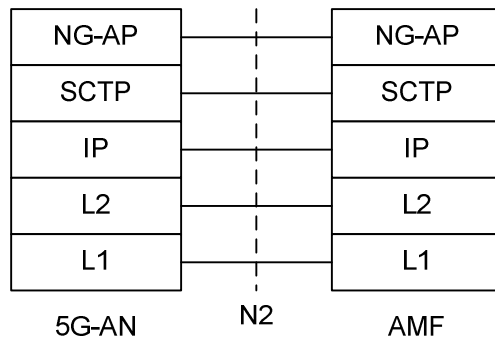 NG-AP NG-AP
SCTP SCTP
IP IP
L2 L2
L1 L1
5G-AN N2 AMF